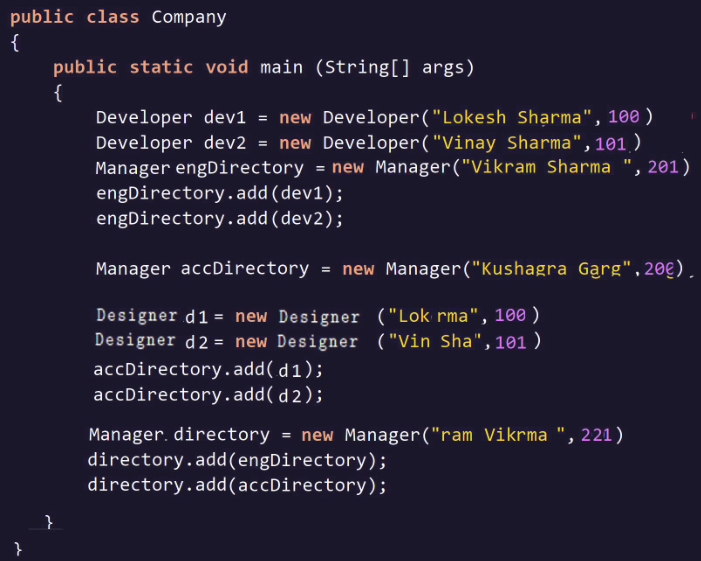 public class Company
{
public static void main (String[] args)
{
Developer dev1 = new Developer("Lokesh Sharma", 100 )
Developer dev2 = new Developer("Vinay Sharma", 101 )
Manager engDirectory = new Manager("Vikram Sharma ", 201)
engDirectory.add(dev1);
engDirectory.add(dev2);
Manager accDirectory = new Manager("Kushagra Garg",200)
Designer d1 = new Designer ("Lok rma", 100 )
Designer d2 = new Designer ("Vin Sha",101 )
accDirectory.add( d1);
accDirectory.add( d2);
Manager directory = new Manager("ram Vikrma ", 221)
directory.add(engDirectory);
directory.add(accDirectory);
}
}